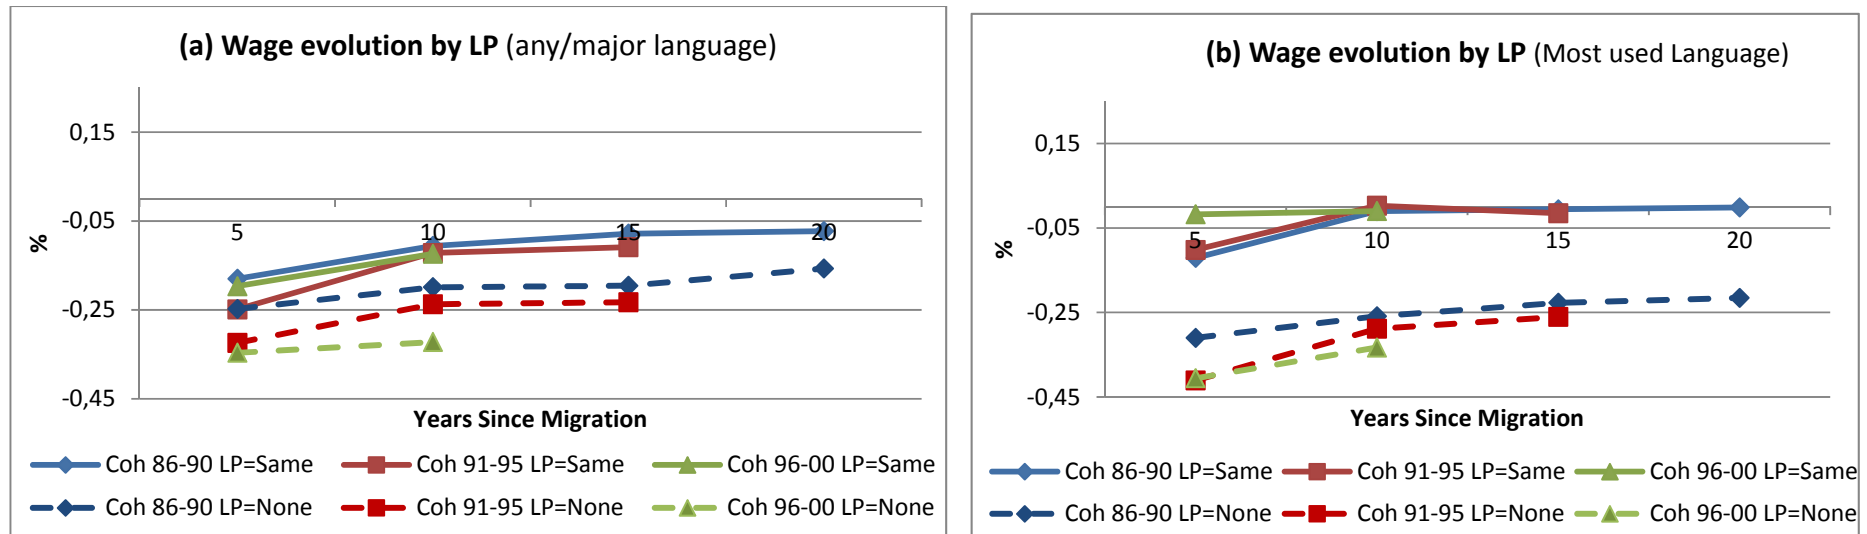 (a) Wage evolution by LP (any/major language)
0,15
-0,05
-0,25
-0,45
%
5 10 15 20
Years Since Migration
Coh 86-90 LP=Same Coh 91-95 LP=Same Coh 96-00 LP=Same
Coh 86-90 LP=None Coh 91-95 LP=None Coh 96-00 LP=None
(b) Wage evolution by LP (Most used Language)
0,15
-0,05
-0,25
-0,45
%
5 10 15 20
Years Since Migration
Coh 86-90 LP=Same Coh 91-95 LP=Same Coh 96-00 LP=Same
Coh 86-90 LP=None Coh 91-95 LP=None Coh 96-00 LP=None